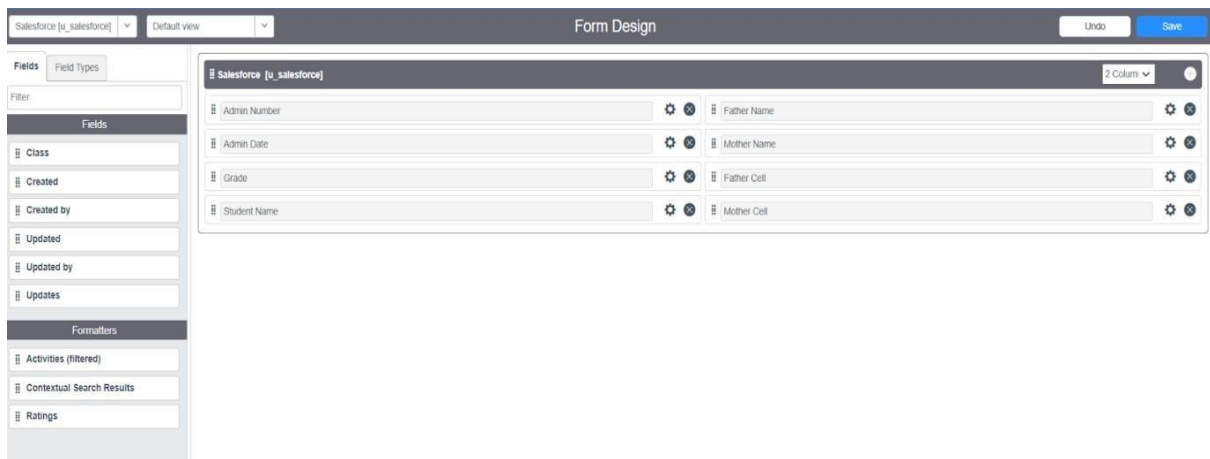 Salesforce [u_salesforce]
Default view
Form Design
Undo
Save
Fields
Field Types
Filter
Fields
Class
Created
Created by
Updated
Updated by
Updates
Formatters
Activities (filtered)
Contextual Search Results
Ratings
Salesforce [u_salesforce]
2 Colum
Admin Number
Father Name
Admin Date
Mother Name
Grade
Father Cell
Student Name
Mother Cell